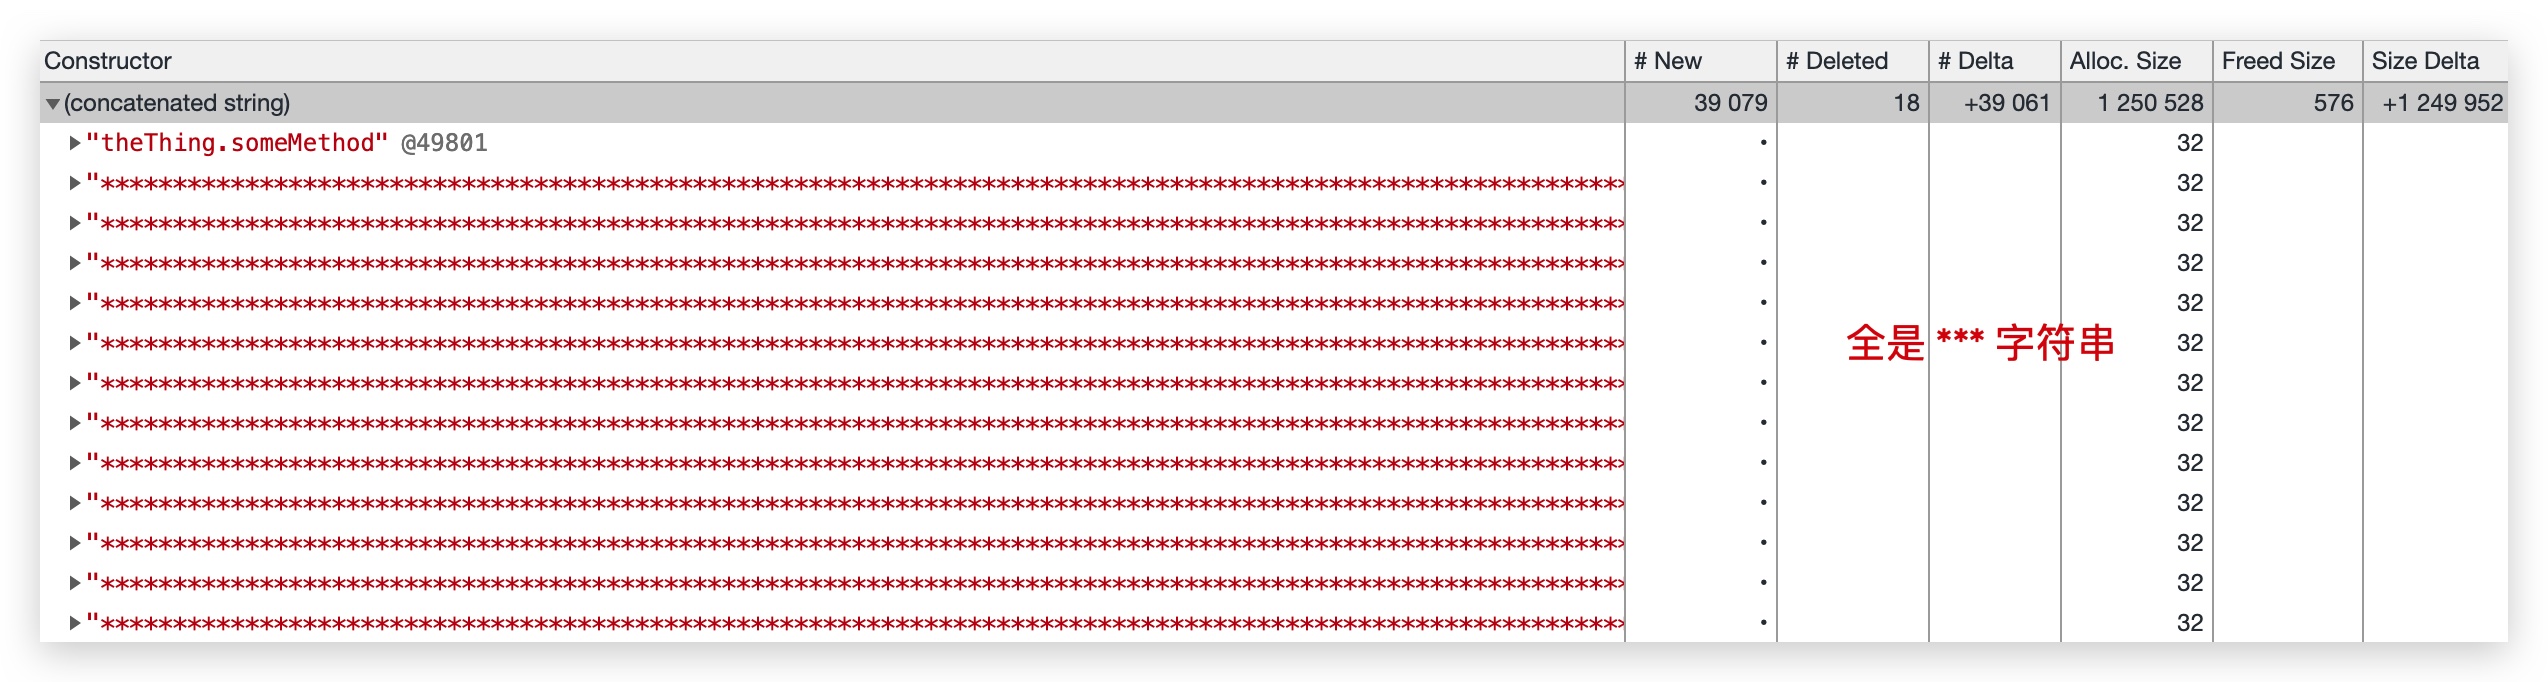 Constructor # New # Deleted # Delta Alloc. Size Freed Size Size Delta
▼(concatenated string) 39 079 18 +39 061 1 250 528 576 +1 249 952
▶"theThing.someMethod" @49801 • 32
▶"********************************************************************************************************** • 32
▶"********************************************************************************************************** • 32
▶"********************************************************************************************************** • 32
▶"********************************************************************************************************** • 32
▶"********************************************************************************************************** • 全是 *** 字符串 32
▶"********************************************************************************************************** • 32
▶"********************************************************************************************************** • 32
▶"********************************************************************************************************** • 32
▶"********************************************************************************************************** • 32
▶"********************************************************************************************************** • 32
▶"********************************************************************************************************** • 32
▶"********************************************************************************************************** • 32